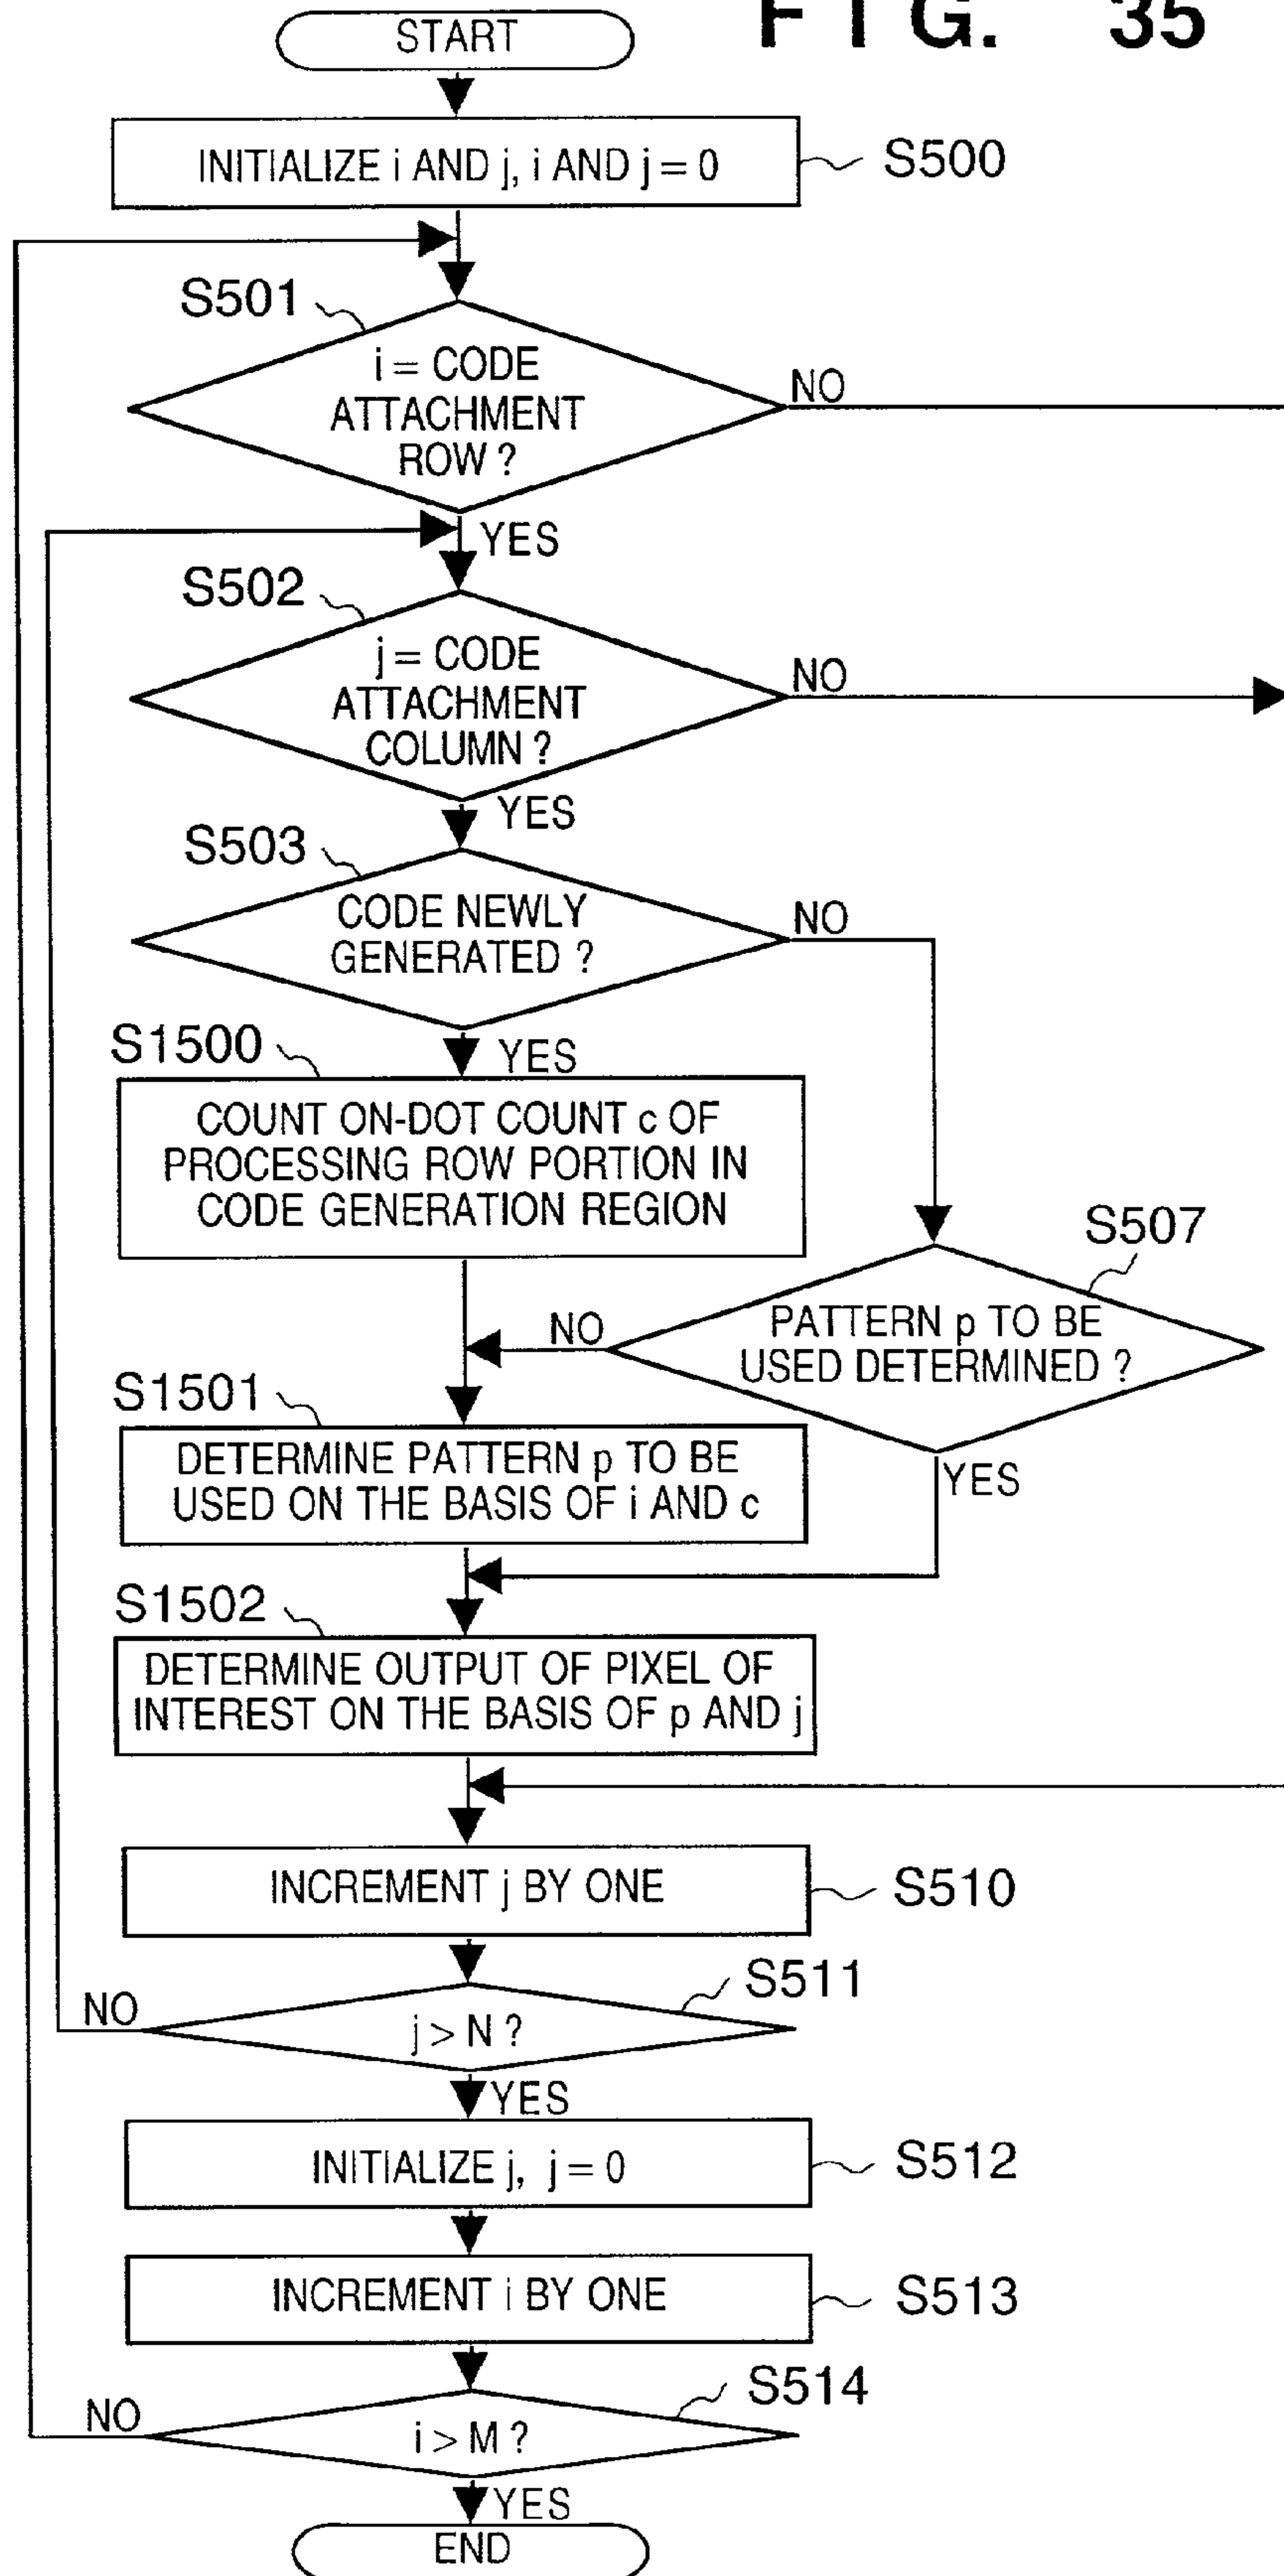 FIG. 35
START
INITIALIZE i AND j, i AND j = 0
S500
S501
i = CODE
ATTACHMENT
ROW ?
NO
YES
S502
j = CODE
ATTACHMENT
COLUMN ?
NO
YES
S503
CODE NEWLY
GENERATED ?
NO
YES
S1500
COUNT ON-DOT COUNT c OF
PROCESSING ROW PORTION IN
CODE GENERATION REGION
S507
PATTERN p TO BE
USED DETERMINED ?
NO
YES
S1501
DETERMINE PATTERN p TO BE
USED ON THE BASIS OF i AND c
S1502
DETERMINE OUTPUT OF PIXEL OF
INTEREST ON THE BASIS OF p AND j
INCREMENT j BY ONE
S510
S511
j > N ?
NO
YES
INITIALIZE j, j = 0
S512
INCREMENT i BY ONE
S513
S514
i > M ?
NO
YES
END